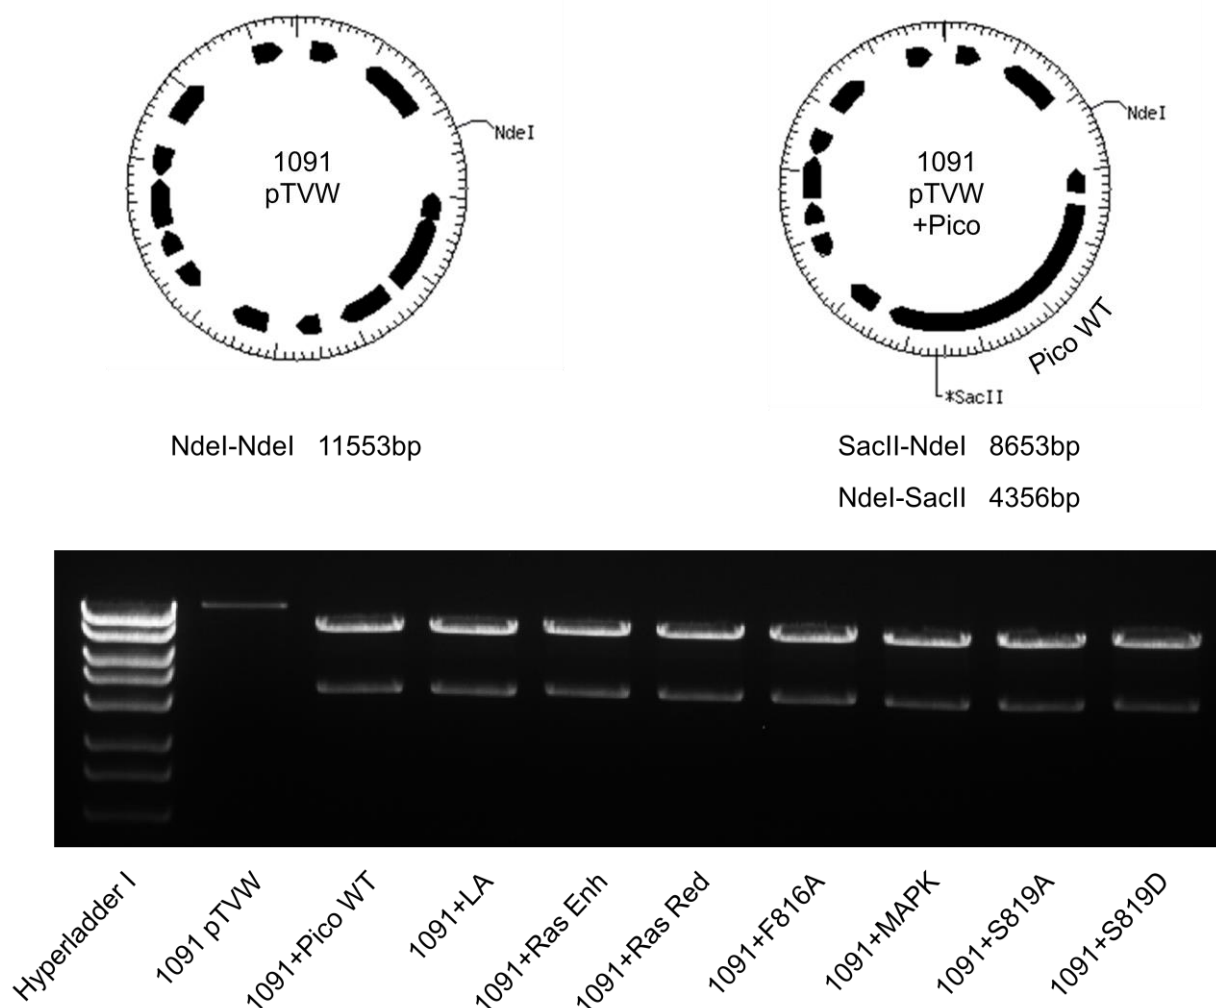 NdeI
1091
pTVW
NdeI
1091
pTVW
+Pico
Pico WT
*SacII
NdeI-NdeI 11553bp
SacII-NdeI 8653bp
NdeI-SacII 4356bp
Hyperladder I
1091 pTVW
1091+Pico WT
1091+LA
1091+Ras Enh
1091+Ras Red
1091+F816A
1091+MAPK
1091+S819A
1091+S819D